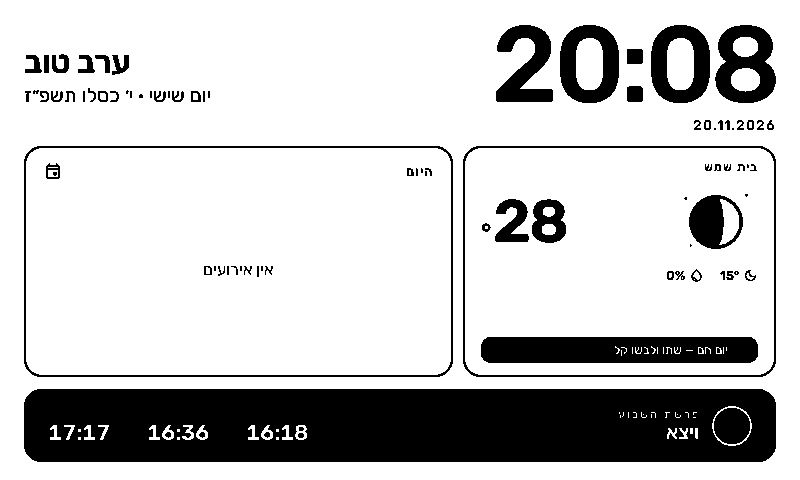 20:08
ערב טוב
יום שישי • י׳ כסלו תשפ״ז
20.11.2026
בית שמש
28°
15° 0%
יום חם – שתו ולבשו קל
היום
אין אירועים
פרשת השבוע
ויצא
16:18 16:36 17:17